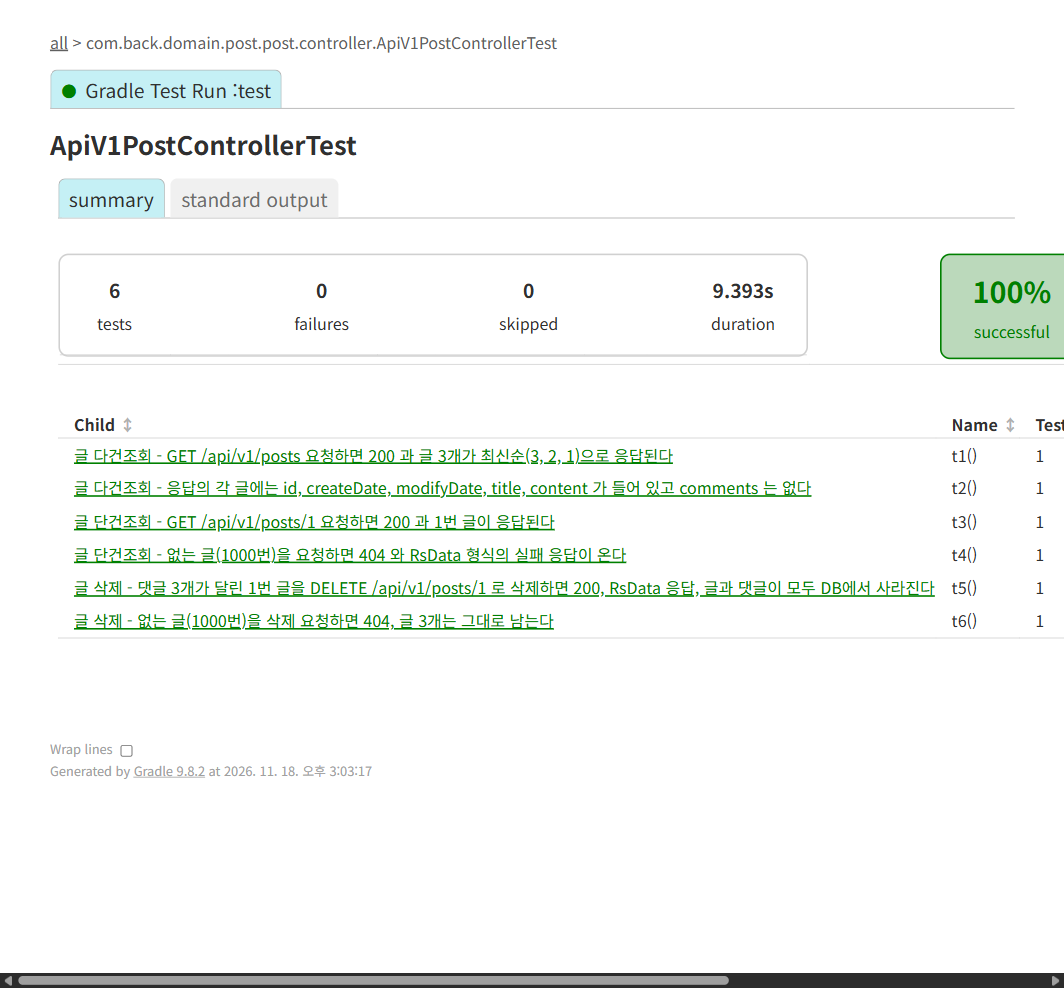 all > com.back.domain.post.post.controller.ApiV1PostControllerTest
Gradle Test Run :test
ApiV1PostControllerTest
summary standard output
6 0 0 9.393s 100%
tests failures skipped duration successful
Child Name Test
글 다건조회 - GET /api/v1/posts 요청하면 200 과 글 3개가 최신순(3, 2, 1)으로 응답된다 t1() 1
글 다건조회 - 응답의 각 글에는 id, createDate, modifyDate, title, content 가 들어 있고 comments 는 없다 t2() 1
글 단건조회 - GET /api/v1/posts/1 요청하면 200 과 1번 글이 응답된다 t3() 1
글 단건조회 - 없는 글(1000번)을 요청하면 404 와 RsData 형식의 실패 응답이 온다 t4() 1
글 삭제 - 댓글 3개가 달린 1번 글을 DELETE /api/v1/posts/1 로 삭제하면 200, RsData 응답, 글과 댓글이 모두 DB에서 사라진다 t5() 1
글 삭제 - 없는 글(1000번)을 삭제 요청하면 404, 글 3개는 그대로 남는다 t6() 1
Wrap lines
Generated by Gradle 9.8.2 at 2026. 11. 18. 오후 3:03:17